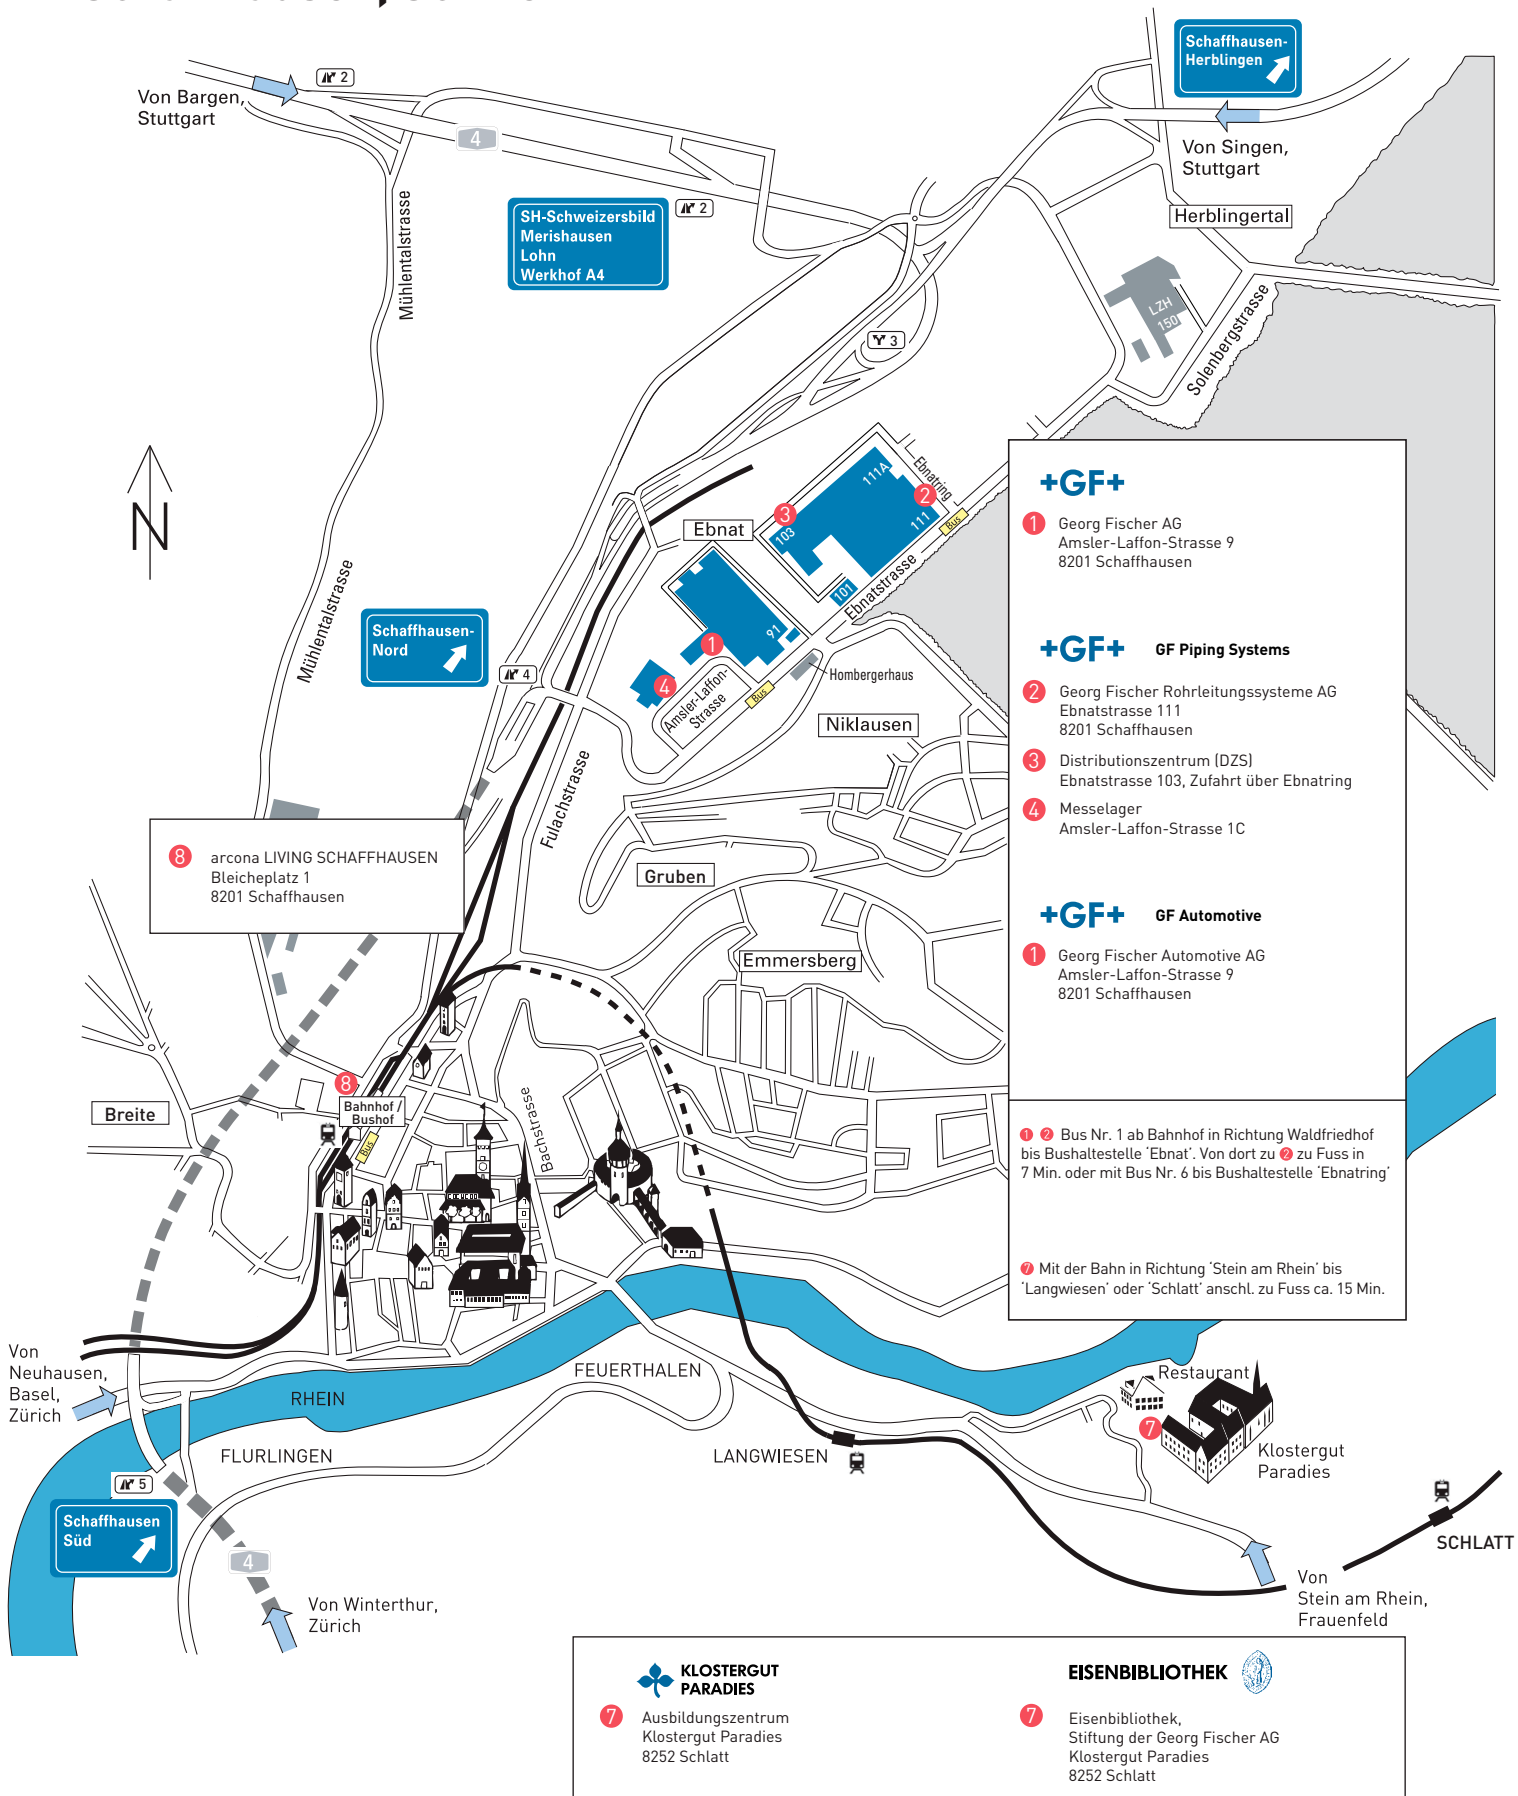 2
Von Bargen,
Stuttgart
4
Schaffhausen-
Herblingen
Von Singen,
Stuttgart
SH-Schweizersbild
Merishausen
Lohn
Werkhof A4
2
Herblingertal
Mühlentalstrasse
LZH
150
Solenbergstrasse
3
N
Ebnatring
111A
2
111
Bus
3
103
Ebnat
101
Ebnatstrasse
91
1
4
Amsler-Laffon-
Strasse
Bus
Hombergerhaus
Niklausen
Mühlentalstrasse
Schaffhausen-
Nord
4
Fulachstrasse
Gruben
Emmersberg
8 arcona LIVING SCHAFFHAUSEN
Bleicheplatz 1
8201 Schaffhausen
+GF+
1 Georg Fischer AG
Amsler-Laffon-Strasse 9
8201 Schaffhausen
+GF+ GF Piping Systems
2 Georg Fischer Rohrleitungssysteme AG
Ebnatstrasse 111
8201 Schaffhausen
3 Distributionszentrum (DZS)
Ebnatstrasse 103, Zufahrt über Ebnatring
4 Messelager
Amsler-Laffon-Strasse 1C
+GF+ GF Automotive
1 Georg Fischer Automotive AG
Amsler-Laffon-Strasse 9
8201 Schaffhausen
1 2 Bus Nr. 1 ab Bahnhof in Richtung Waldfriedhof
bis Bushaltestelle ‘Ebnat’. Von dort zu 2 zu Fuss in
7 Min. oder mit Bus Nr. 6 bis Bushaltestelle ‘Ebnatring’
7 Mit der Bahn in Richtung ‘Stein am Rhein’ bis
‘Langwiesen’ oder ‘Schlatt’ anschl. zu Fuss ca. 15 Min.
Breite
8
Bahnhof /
Bushof
Bus
Bachstrasse
Von
Neuhausen,
Basel,
Zürich
RHEIN
FEUERTHALEN
FLURLINGEN
LANGWIESEN
Restaurant
7
Klostergut
Paradies
SCHLATT
5
Schaffhausen
Süd
4
Von Winterthur,
Zürich
Von
Stein am Rhein,
Frauenfeld
KLOSTERGUT
PARADIES
7 Ausbildungszentrum
Klostergut Paradies
8252 Schlatt
EISENBIBLIOTHEK
7 Eisenbibliothek,
Stiftung der Georg Fischer AG
Klostergut Paradies
8252 Schlatt